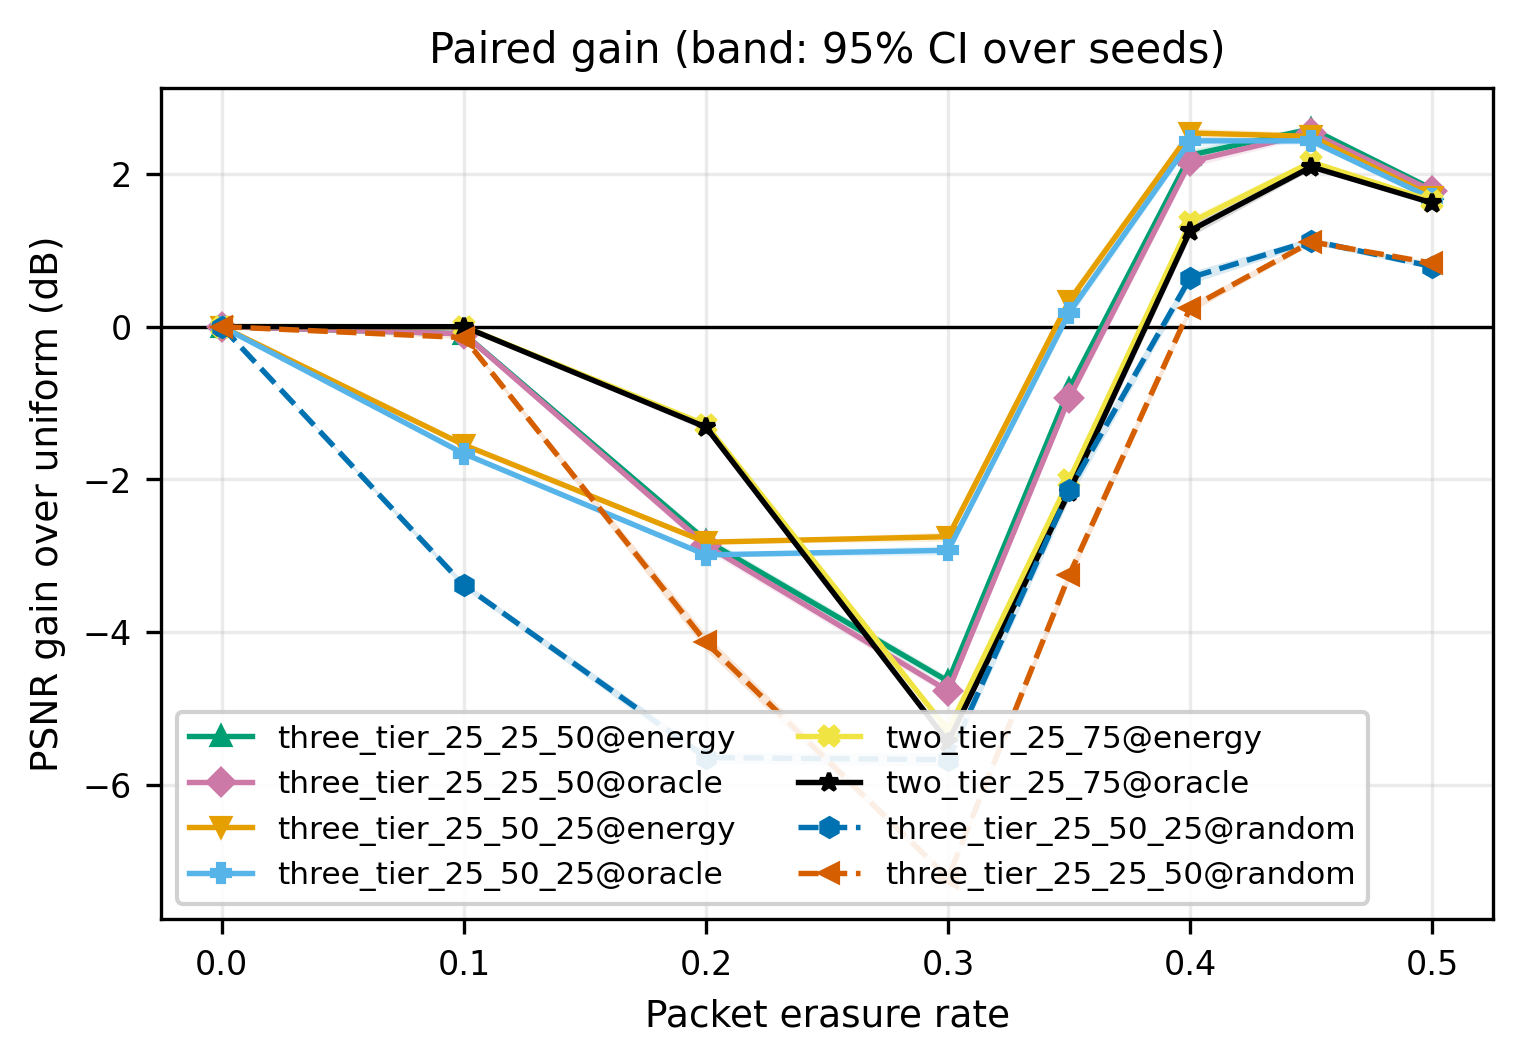 Paired gain (band: 95% CI over seeds)
PSNR gain over uniform (dB)
2
0
−2
−4
−6
three_tier_25_25_50@energy
three_tier_25_25_50@oracle
three_tier_25_50_25@energy
three_tier_25_50_25@oracle
two_tier_25_75@energy
two_tier_25_75@oracle
three_tier_25_50_25@random
three_tier_25_25_50@random
0.0 0.1 0.2 0.3 0.4 0.5
Packet erasure rate